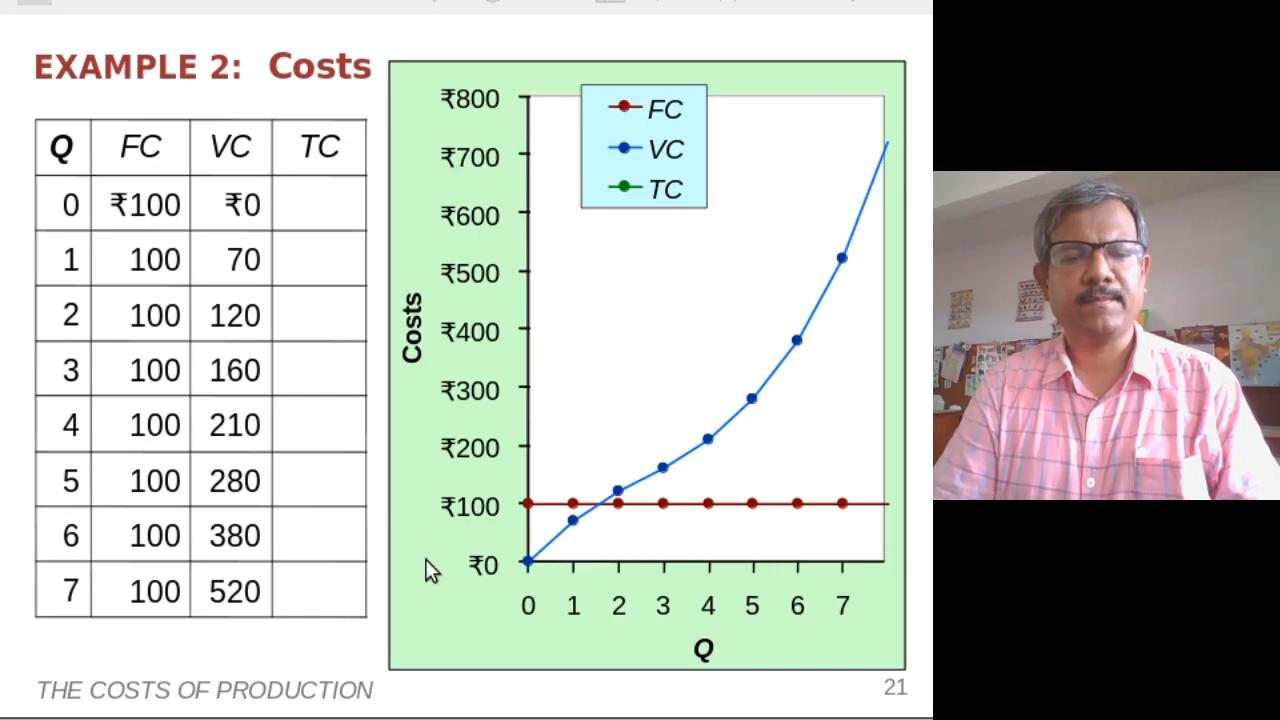 EXAMPLE 2: Costs
Q FC VC TC
0 ₹100 ₹0
1 100 70
2 100 120
3 100 160
4 100 210
5 100 280
6 100 380
7 100 520
FC
VC
TC
₹800
₹700
₹600
₹500
₹400
₹300
₹200
₹100
₹0
Costs
0 1 2 3 4 5 6 7
Q
THE COSTS OF PRODUCTION
21